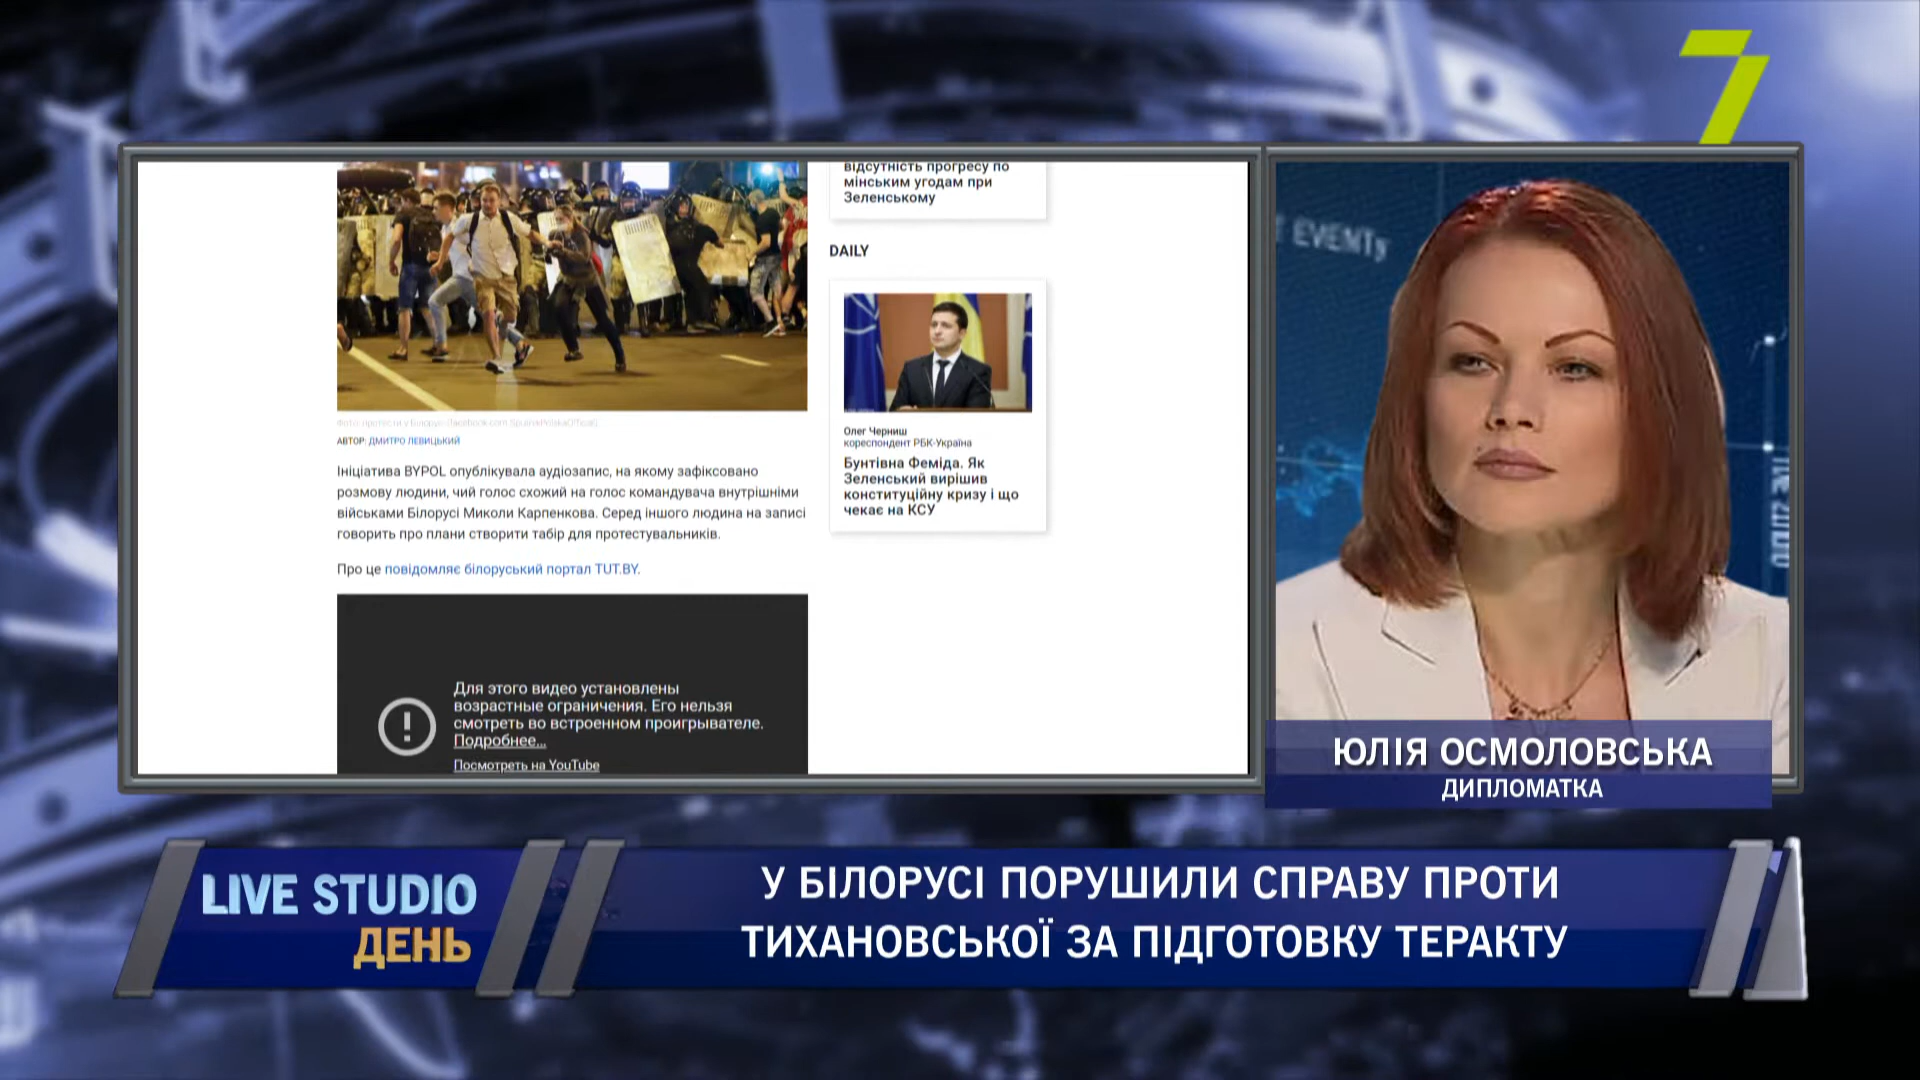 7
відсутність прогресу по
мінським угодам при
Зеленському
DAILY
Олег Черниш
кореспондент РБК-Україна
Бунтівна Феміда. Як
Зеленський вирішив
конституційну кризу і що
чекає на КСУ
АВТОР: ДМИТРО ЛЕВИЦЬКИЙ
Ініціатива BYPOL опублікувала аудіозапис, на якому зафіксовано
розмову людини, чий голос схожий на голос командувача внутрішніми
військами Білорусі Миколи Карпенкова. Серед іншого людина на записі
говорить про плани створити табір для протестувальників.
Про це повідомляє білоруський портал TUT.BY.
Для этого видео установлены
возрастные ограничения. Его нельзя
смотреть во встроенном проигрывателе.
Подробнее...
Посмотреть на YouTube
EVENTу
ЮЛІЯ ОСМОЛОВСЬКА
ДИПЛОМАТКА
LIVE STUDIO
ДЕНЬ
У БІЛОРУСІ ПОРУШИЛИ СПРАВУ ПРОТИ
ТИХАНОВСЬКОЇ ЗА ПІДГОТОВКУ ТЕРАКТУ